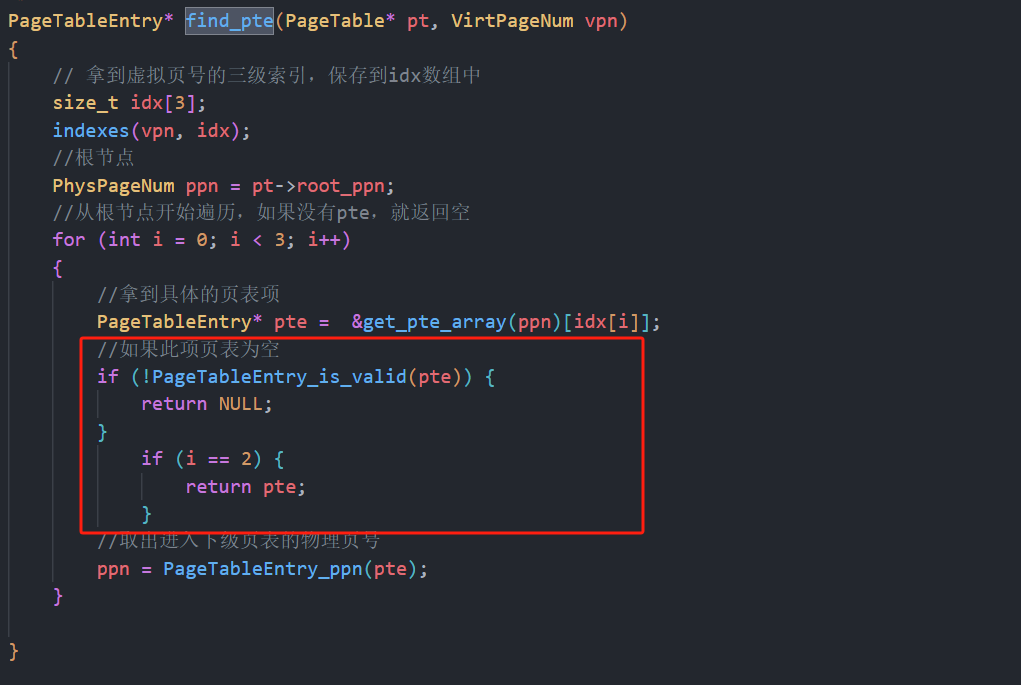 PageTableEntry* find_pte(PageTable* pt, VirtPageNum vpn)
{
    // 拿到虚拟页号的三级索引，保存到idx数组中
    size_t idx[3];
    indexes(vpn, idx);
    //根节点
    PhysPageNum ppn = pt->root_ppn;
    //从根节点开始遍历，如果没有pte，就返回空
    for (int i = 0; i < 3; i++)
    {
        //拿到具体的页表项
        PageTableEntry* pte =  &get_pte_array(ppn)[idx[i]];
        //如果此项页表为空
        if (!PageTableEntry_is_valid(pte)) {
            return NULL;
        }
            if (i == 2) {
                return pte;
            }
        //取出进入下级页表的物理页号
        ppn = PageTableEntry_ppn(pte);
    }
}